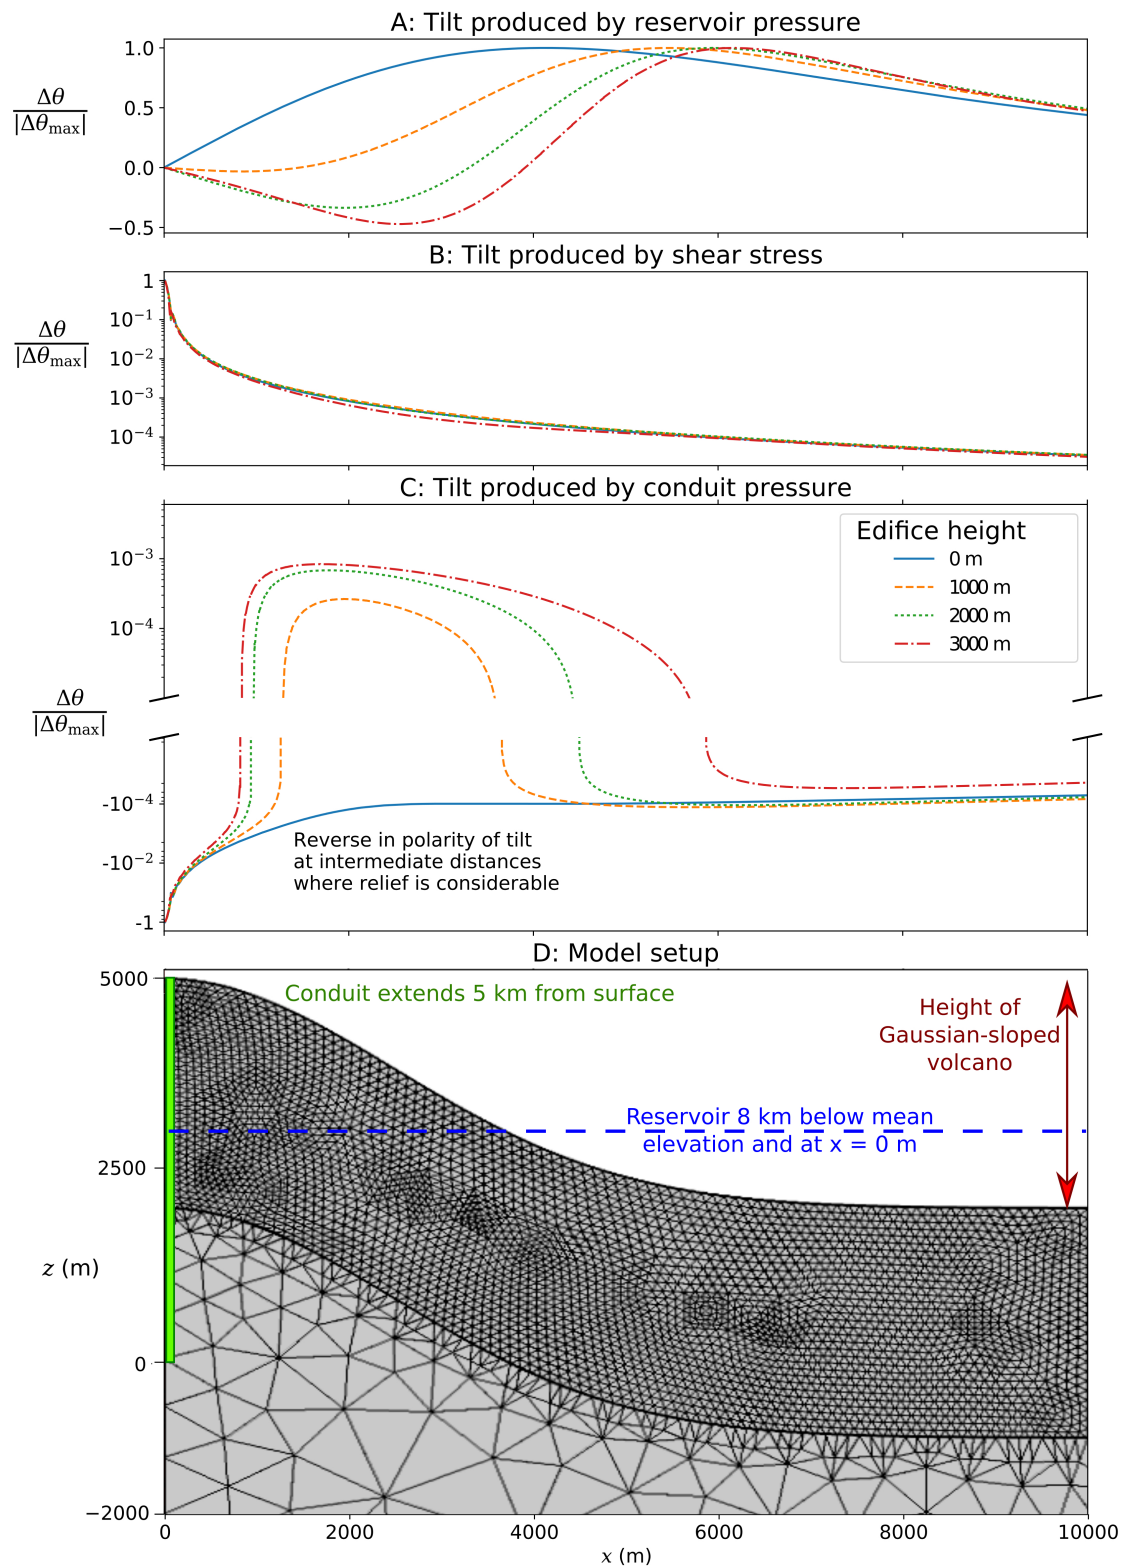 A: Tilt produced by reservoir pressure
1.0
0.5
0.0
−0.5
Δθ
|Δθmax|
B: Tilt produced by shear stress
1
10−1
10−2
10−3
10−4
Δθ
|Δθmax|
C: Tilt produced by conduit pressure
Edifice height
0 m
1000 m
2000 m
3000 m
10−3
10−4
Δθ
|Δθmax|
-10−4
-10−2
-1
Reverse in polarity of tilt
at intermediate distances
where relief is considerable
D: Model setup
5000
2500
0
−2000
z (m)
Conduit extends 5 km from surface
Height of
Gaussian-sloped
volcano
Reservoir 8 km below mean
elevation and at x = 0 m
0
2000
4000
6000
8000
10000
x (m)